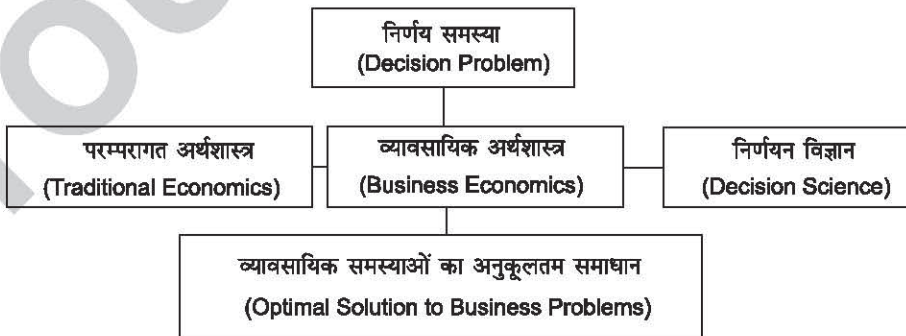 निर्णय समस्या
(Decision Problem)
परम्परागत अर्थशास्त्र
(Traditional Economics)
व्यावसायिक अर्थशास्त्र
(Business Economics)
निर्णयन विज्ञान
(Decision Science)
व्यावसायिक समस्याओं का अनुकूलतम समाधान
(Optimal Solution to Business Problems)